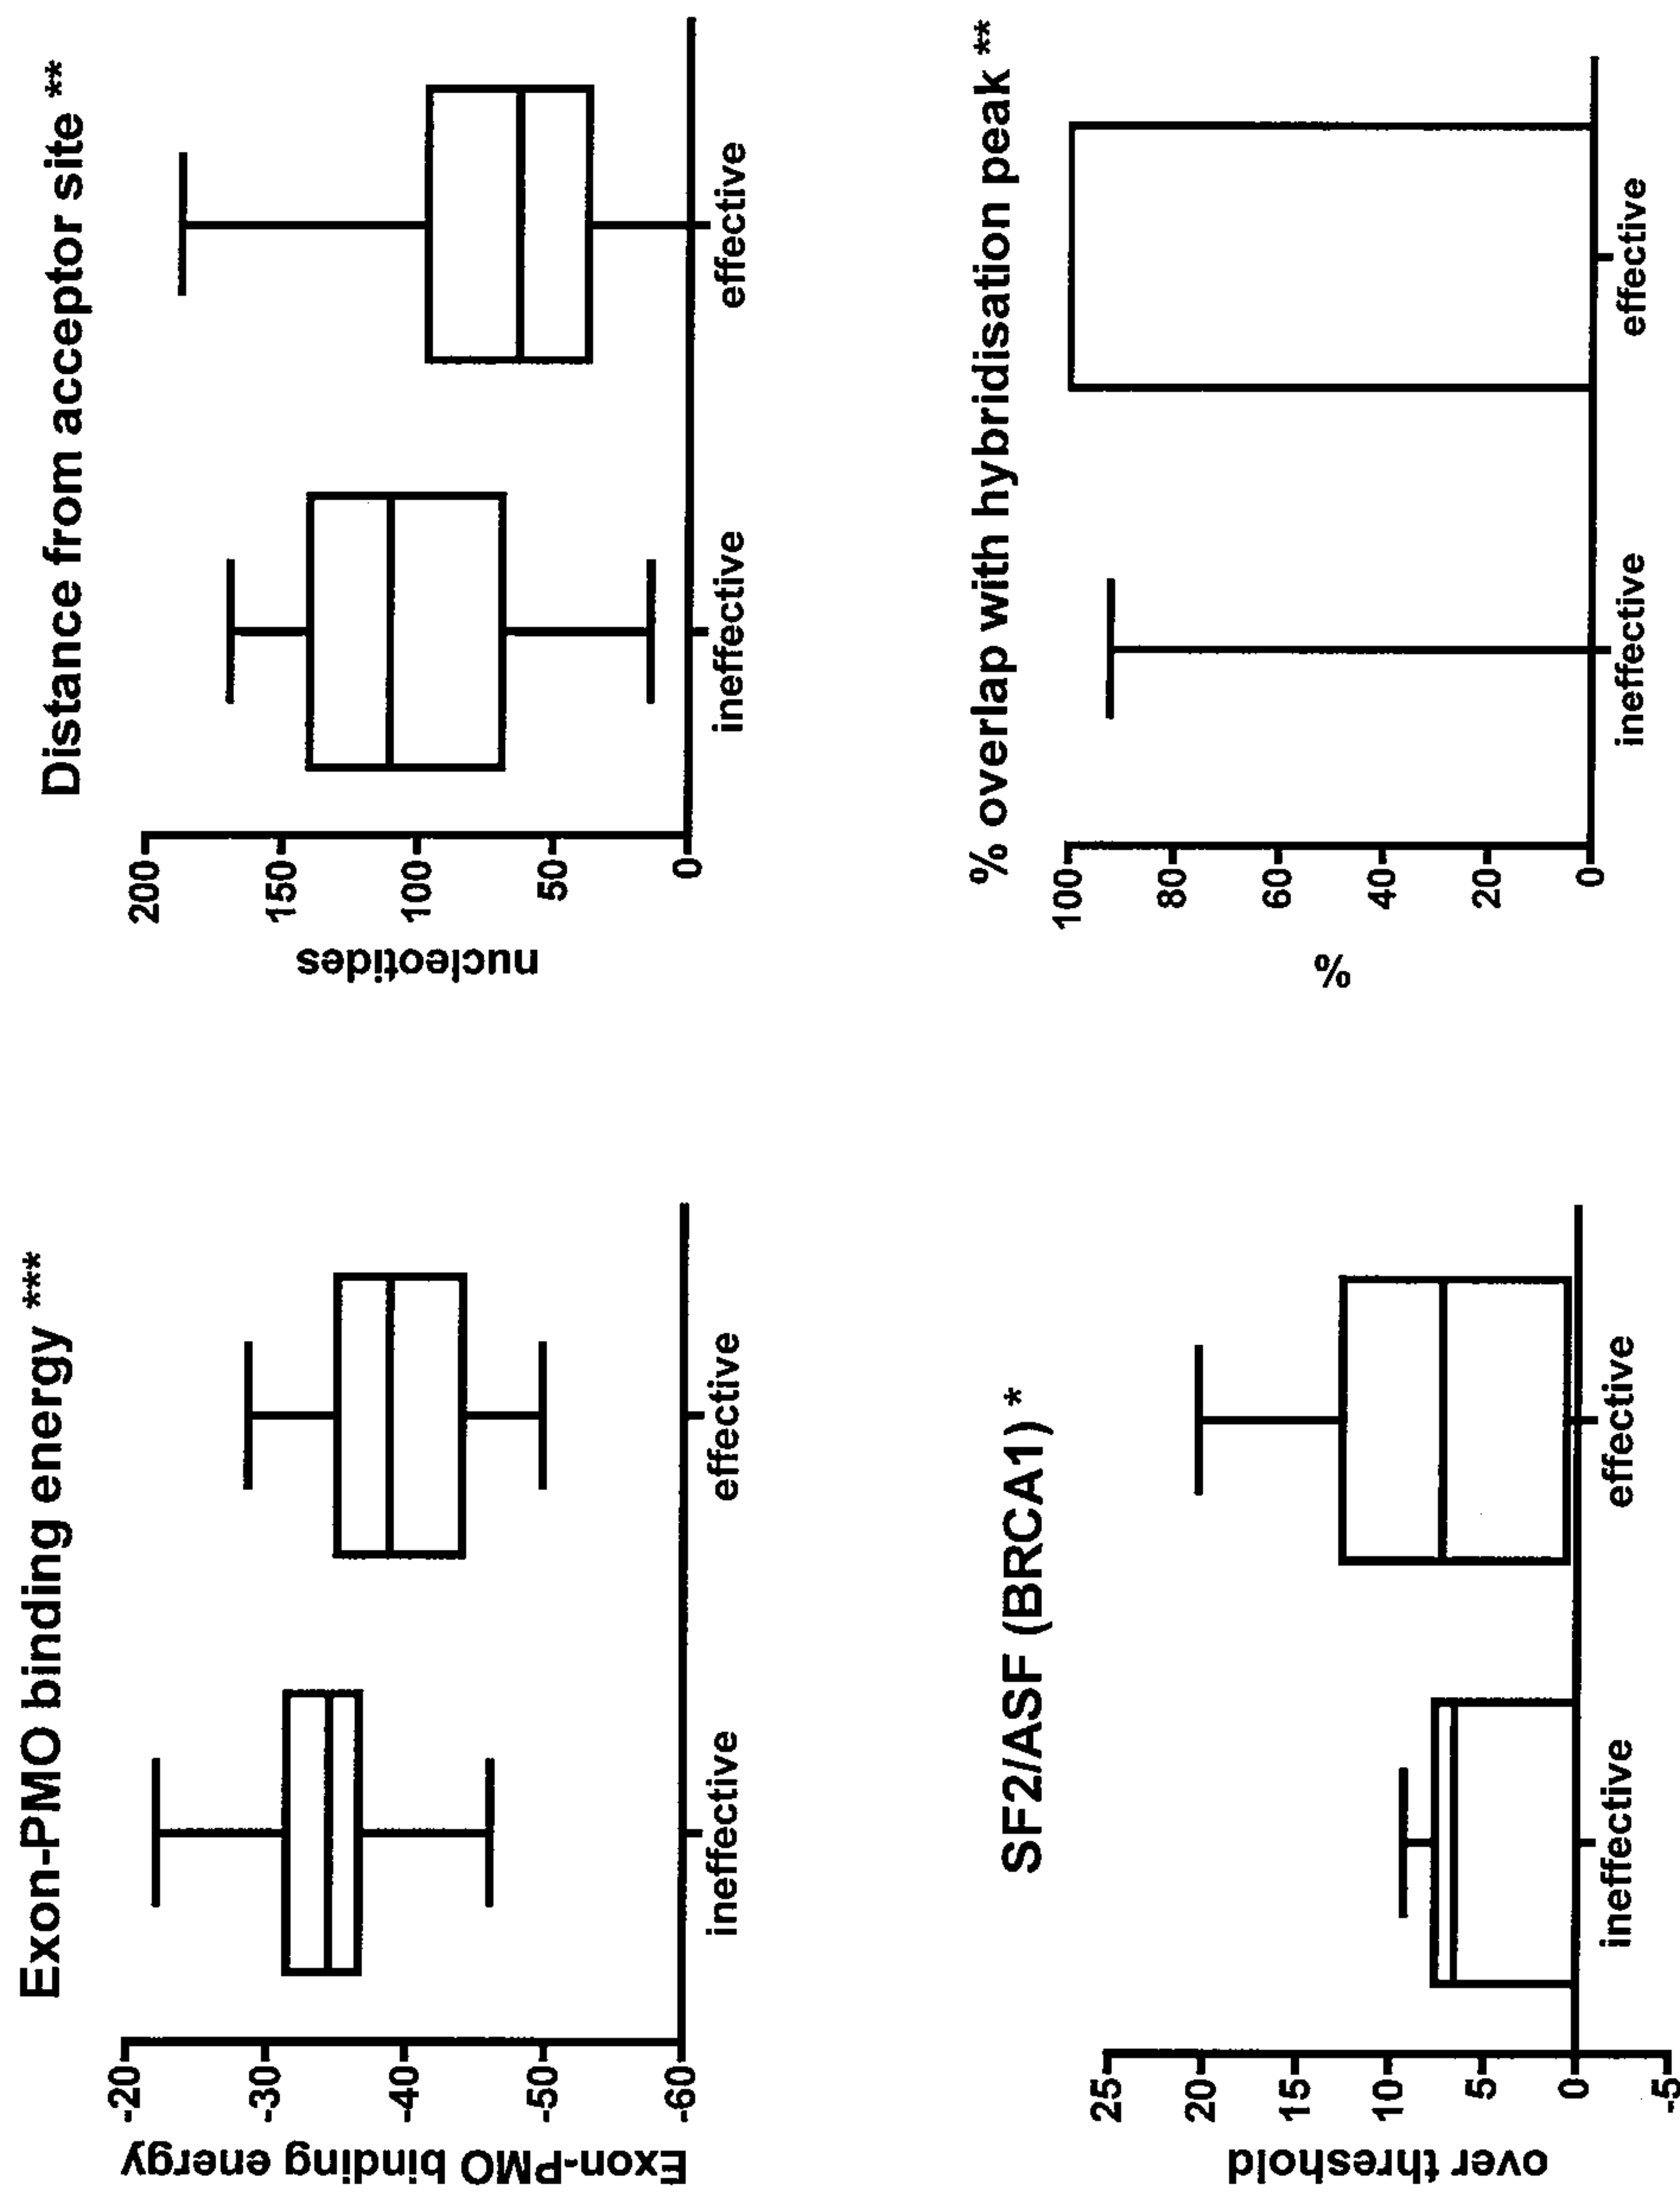 Exon-PMO binding energy ***
Exon-PMO binding energy
-20
-30
-40
-50
-60
ineffective
effective
Distance from acceptor site **
nucleotides
200
150
100
50
0
ineffective
effective
SF2/ASF (BRCA1) *
over threshold
25
20
15
10
5
0
-5
ineffective
effective
% overlap with hybridisation peak **
%
100
80
60
40
20
0
ineffective
effective